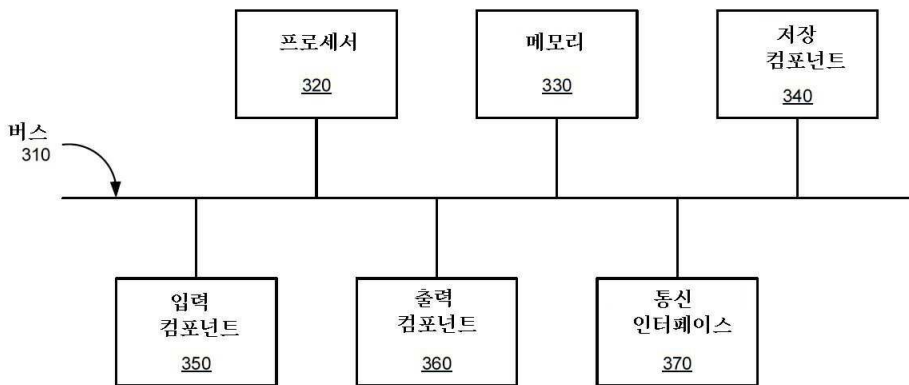 프로세서
320
메모리
330
저장
컴포넌트
340
버스
310
입력
컴포넌트
350
출력
컴포넌트
360
통신
인터페이스
370